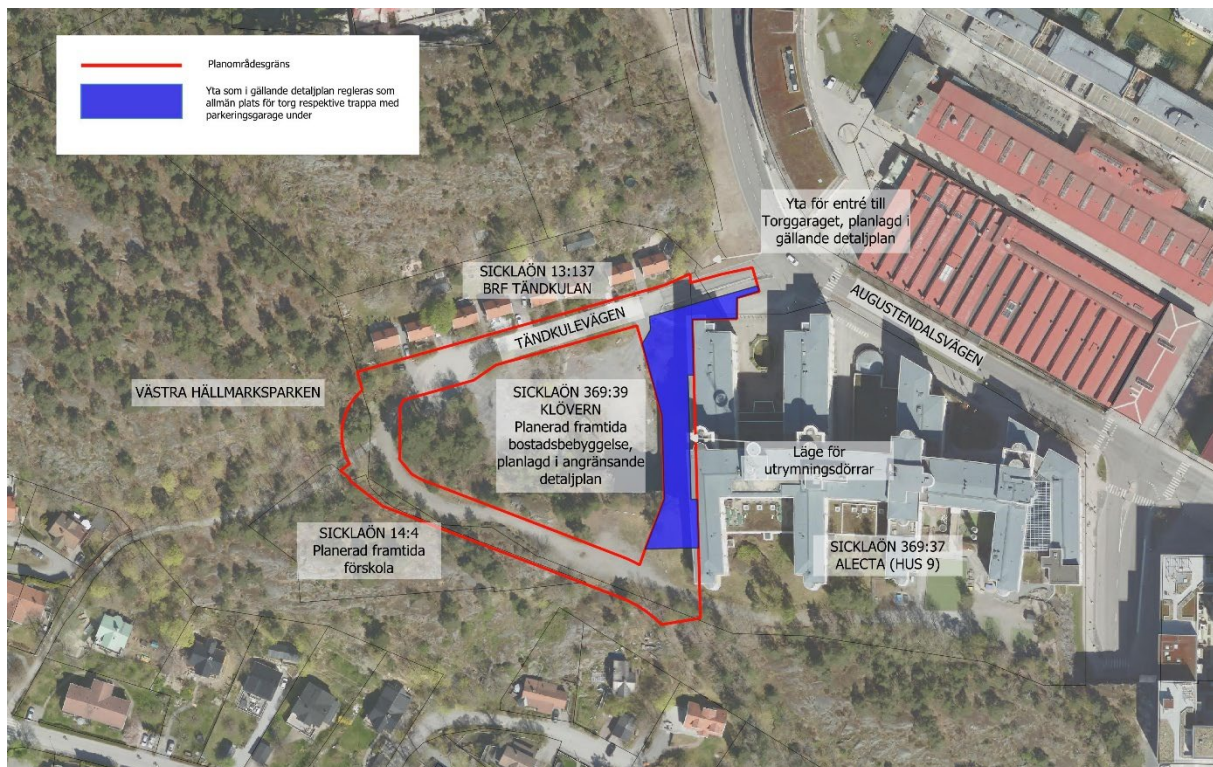 Planområdesgräns
Yta som i gällande detaljplan regleras som
allmän plats för torg respektive trappa med
parkeringsgarage under
Yta för entré till
Torggaraget, planlagd i
gällande detaljplan
SICKLAÖN 13:137
BRF TÄNDKULAN
TÄNDKULEVÄGEN
AUGUSTENDALSVÄGEN
VÄSTRA HÄLLMARKSPARKEN
SICKLAÖN 369:39
KLÖVERN
Planerad framtida
bostadsbebyggelse,
planlagd i angränsande
detaljplan
Läge för
utrymningsdörrar
SICKLAÖN 14:4
Planerad framtida
förskola
SICKLAÖN 369:37
ALECTA (HUS 9)